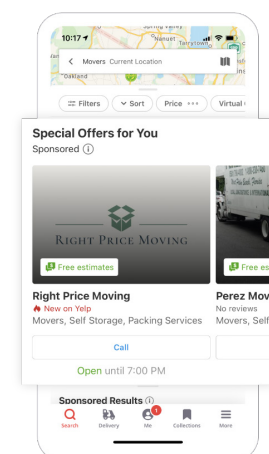 10:17
Nanuet
Tarrytown
Movers Current Location
Oakland
Filters
Sort
Price
Virtual
Special Offers for You
Sponsored
RIGHT PRICE MOVING
Free estimates
Free es
Right Price Moving
Perez Mov
New on Yelp
No reviews
Movers, Self Storage, Packing Services
Movers, Self
Call
Open until 7:00 PM
Sponsored Results
Search
Delivery
Me
Collections
More